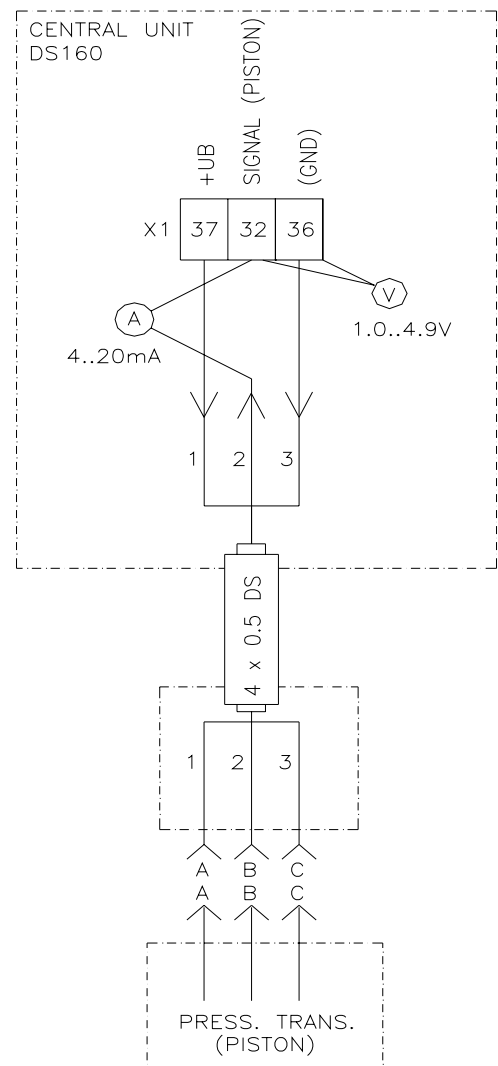 CENTRAL UNIT
DS160
+UB
SIGNAL (PISTON)
(GND)
X1 37 32 36
A
V
4..20mA
1.0..4.9V
1 2 3
4 x 0.5 DS
1 2 3
A B C
A B C
PRESS. TRANS.
(PISTON)